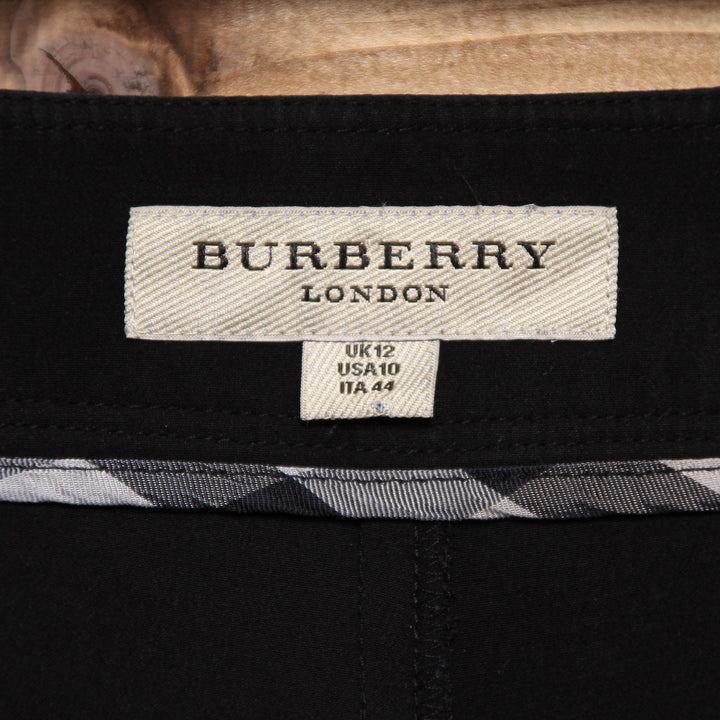 BURBERRY
LONDON
UK12
USA10
ITA 44